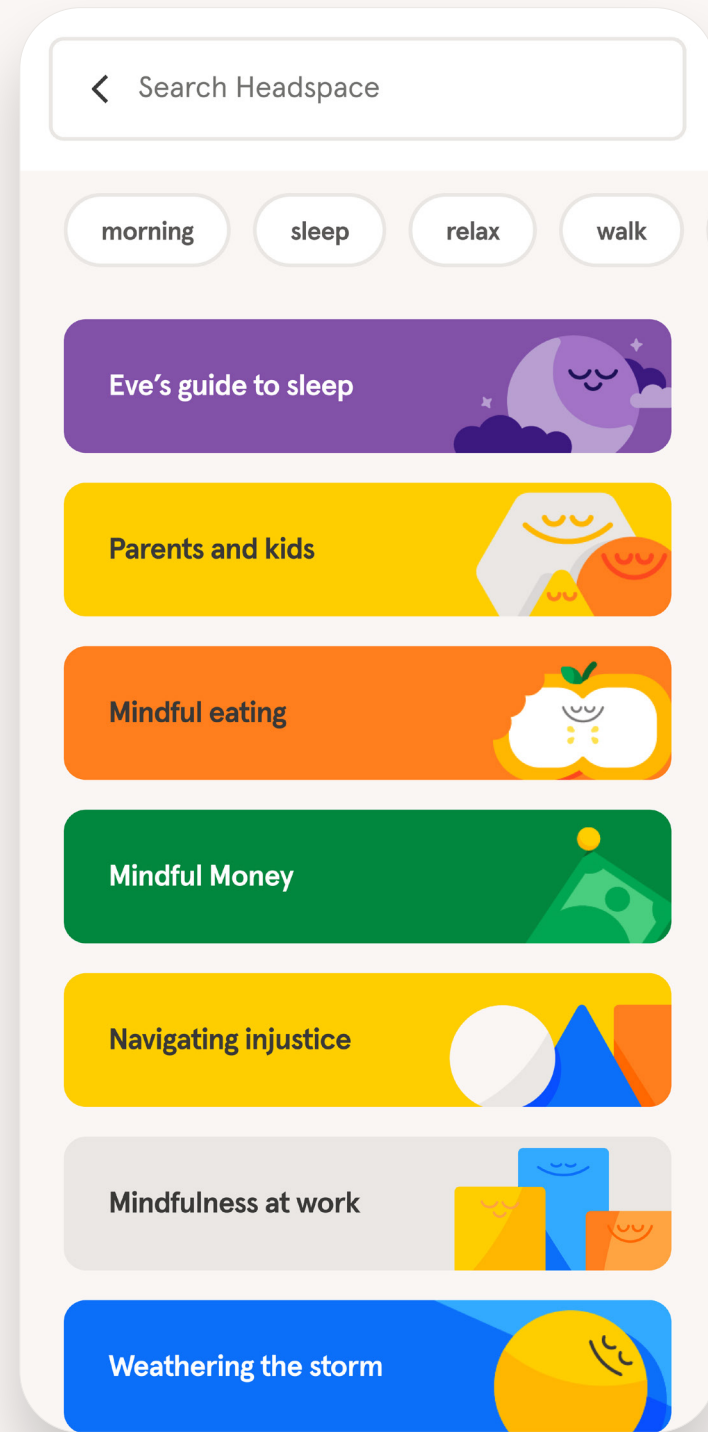 Search Headspace
morning
sleep
relax
walk
Eve’s guide to sleep
Parents and kids
Mindful eating
Mindful Money
Navigating injustice
Mindfulness at work
Weathering the storm